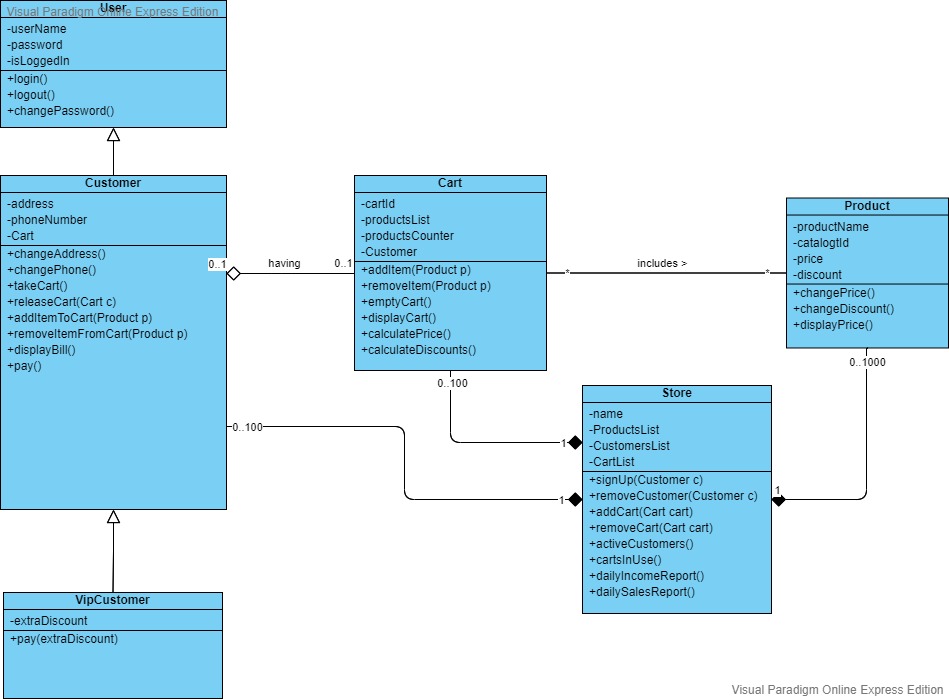 Visual Paradigm Online Express Edition
User
-userName
-password
-isLoggedIn
+login()
+logout()
+changePassword()
Customer
-address
-phoneNumber
-Cart
+changeAddress()
+changePhone()
+takeCart()
+releaseCart(Cart c)
+addItemToCart(Product p)
+removeItemFromCart(Product p)
+displayBill()
+pay()
0..1
having
0..1
Cart
-cartId
-productsList
-productsCounter
-Customer
+addItem(Product p)
+removeItem(Product p)
+emptyCart()
+displayCart()
+calculatePrice()
+calculateDiscounts()
*
includes >
*
Product
-productName
-catalogtId
-price
-discount
+changePrice()
+changeDiscount()
+displayPrice()
0..100
1
0..1000
1
0..100
1
Store
-name
-ProductsList
-CustomersList
-CartList
+signUp(Customer c)
+removeCustomer(Customer c)
+addCart(Cart cart)
+removeCart(Cart cart)
+activeCustomers()
+cartsInUse()
+dailyIncomeReport()
+dailySalesReport()
VipCustomer
-extraDiscount
+pay(extraDiscount)
Visual Paradigm Online Express Edition